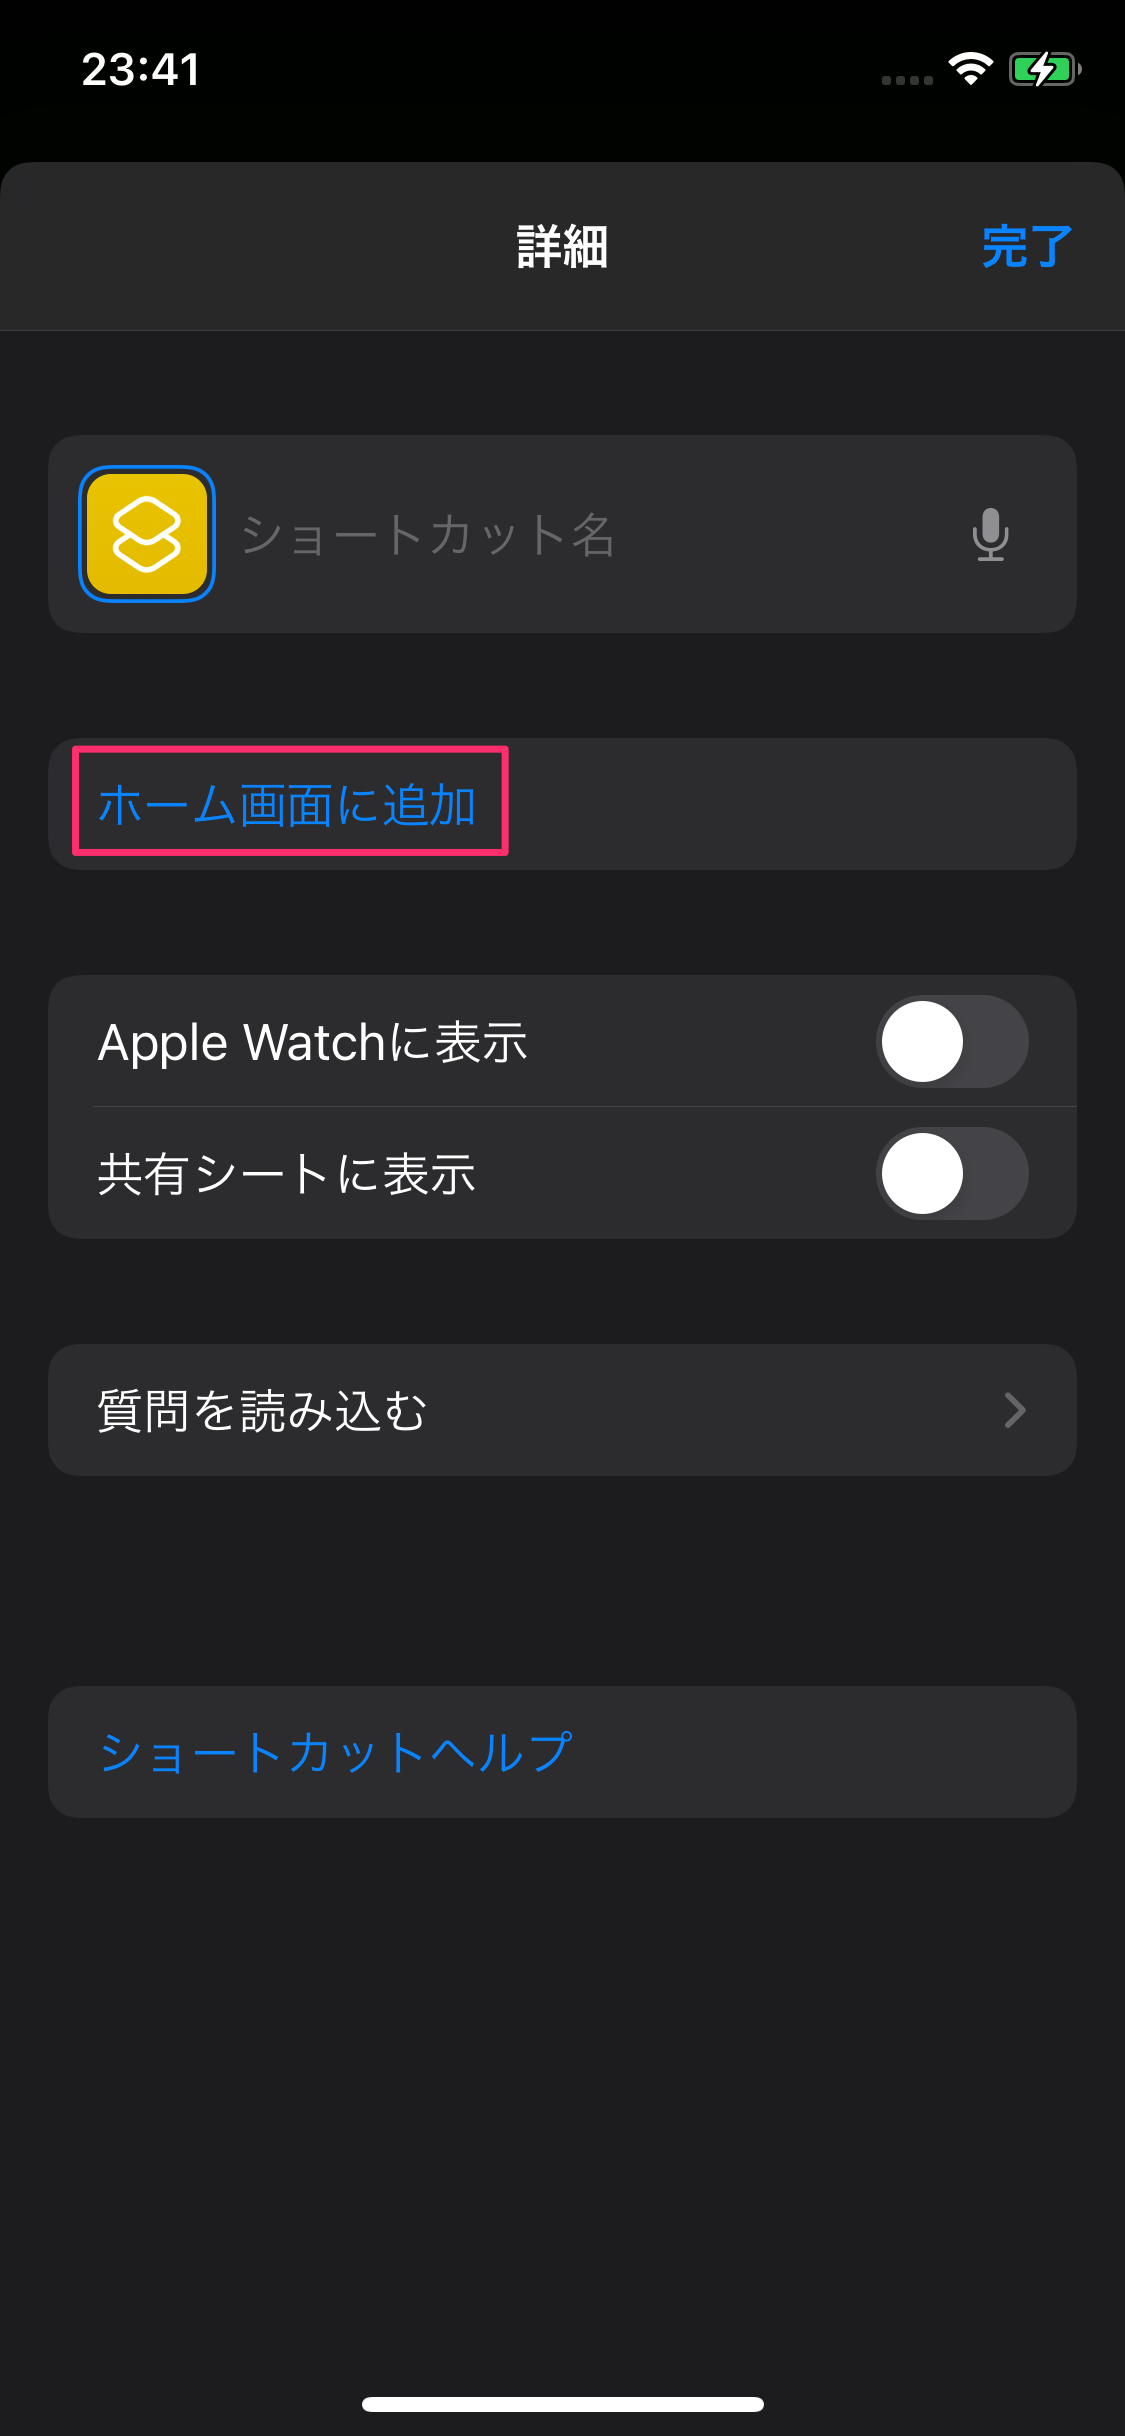 23:41
詳細
完了
ショートカット名
ホーム画面に追加
Apple Watchに表示
共有シートに表示
質問を読み込む
ショートカットヘルプ